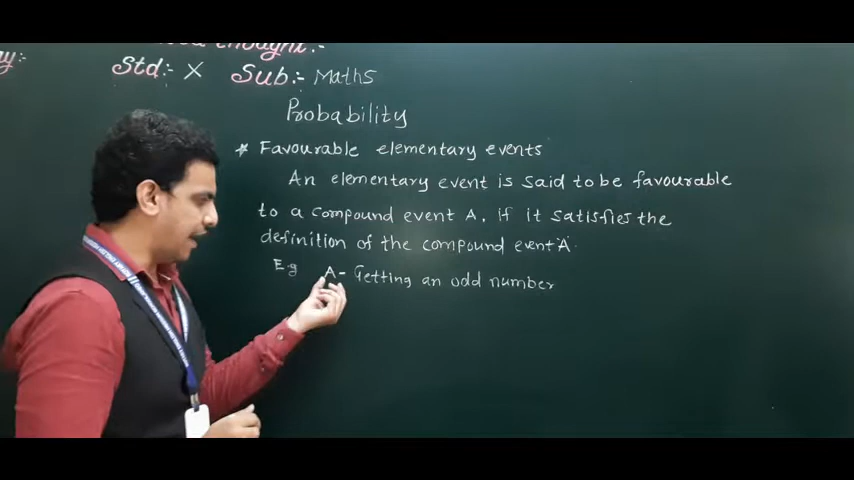 thought:-
Std:- X Sub:- Maths
Probability
* Favourable elementary events
An elementary event is said to be favourable
to a compound event A, if it satisfies the
definition of the compound event A.
Eg A- Getting an odd number